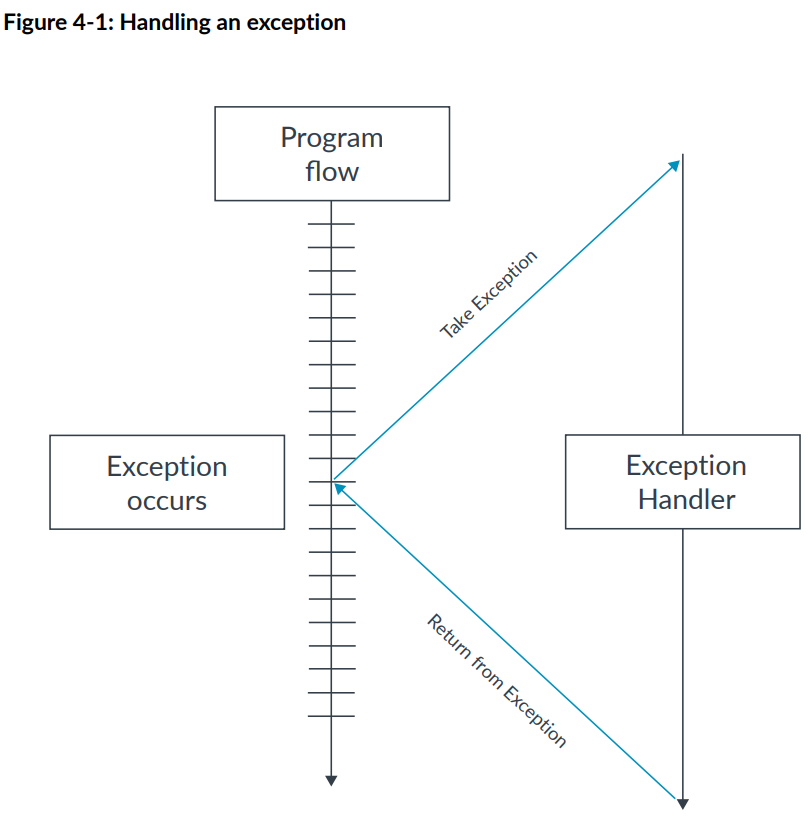 Figure 4-1: Handling an exception
Program
flow
Take Exception
Exception
occurs
Exception
Handler
Return from Exception